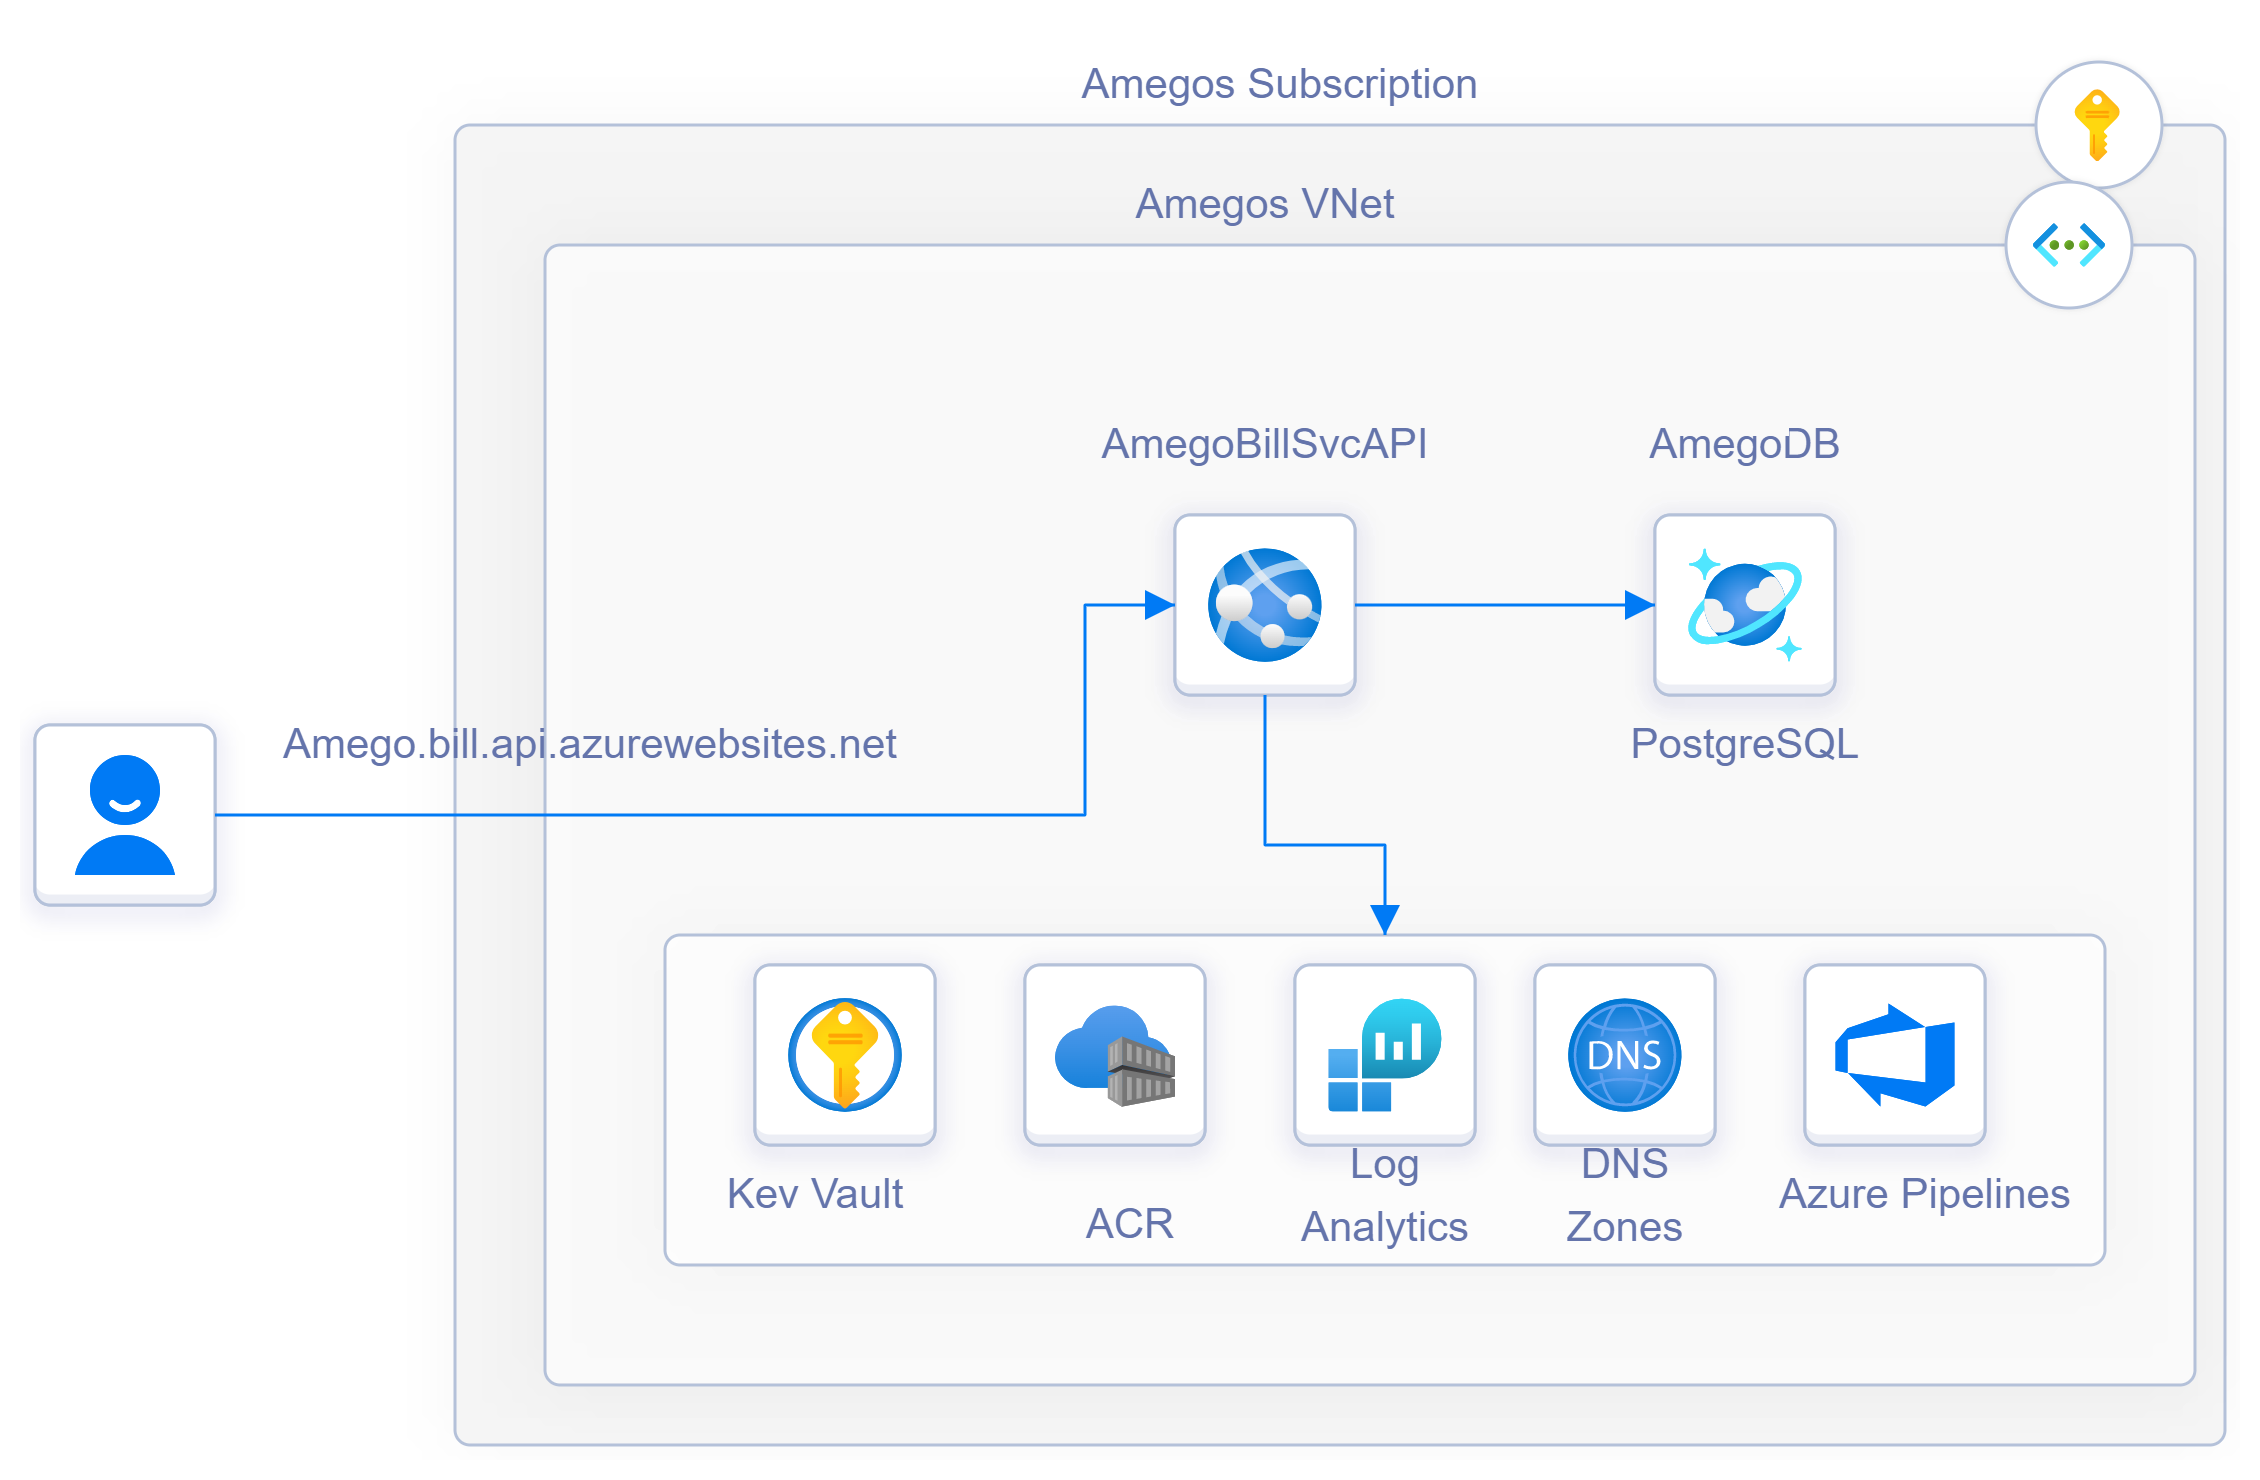 Amegos Subscription
Amegos VNet
AmegoBillSvcAPI
AmegoDB
Amego.bill.api.azurewebsites.net
PostgreSQL
DNS
Kev Vault
ACR
Log
Analytics
DNS
Zones
Azure Pipelines